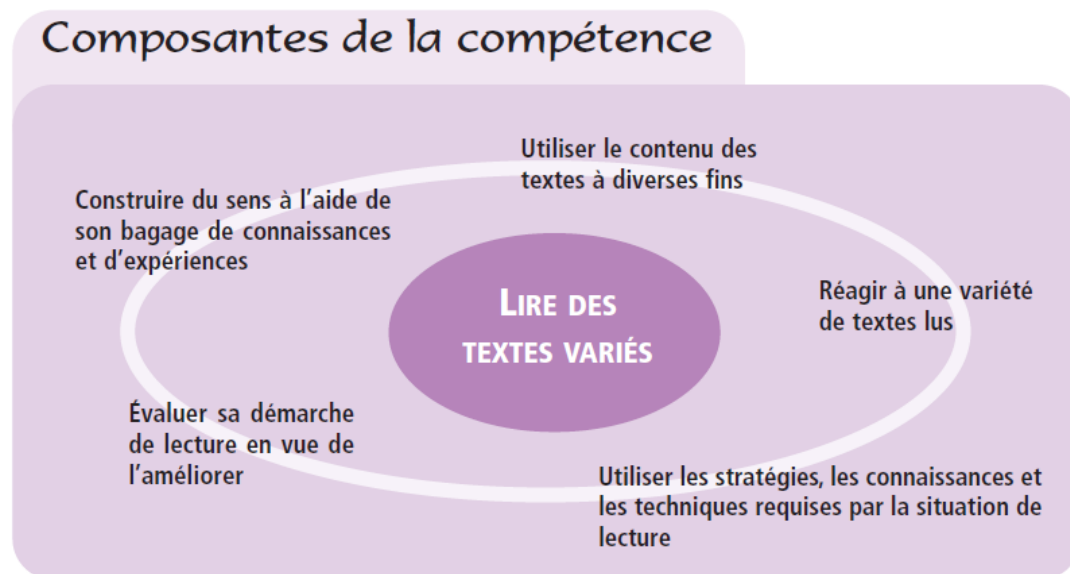 Composantes de la compétence
Utiliser le contenu des
textes à diverses fins
Construire du sens à l'aide de
son bagage de connaissances
et d'expériences
LIRE DES
TEXTES VARIÉS
Réagir à une variété
de textes lus
Évaluer sa démarche
de lecture en vue de
l'améliorer
Utiliser les stratégies, les connaissances et
les techniques requises par la situation de
lecture